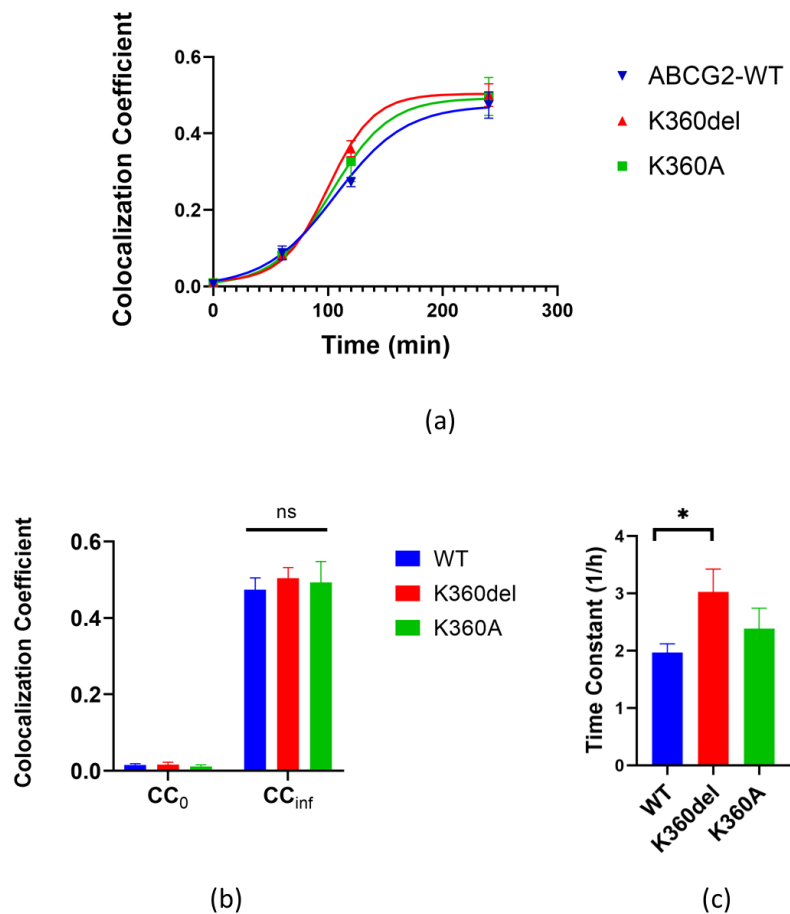 Colocalization Coefficient
0.6
0.4
0.2
0.0
0 100 200 300
Time (min)
ABCG2-WT
K360del
K360A
(a)
Colocalization Coefficient
0.6
0.4
0.2
0.0
ns
CC₀ CCinf
WT
K360del
K360A
(b)
Time Constant (1/h)
4
3
2
1
0
*
WT K360del K360A
(c)